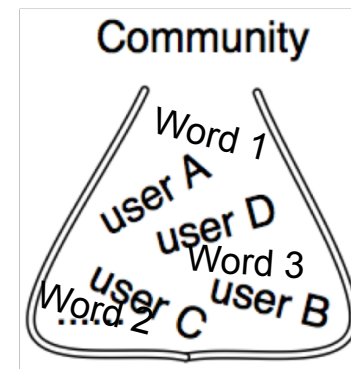 Community
Word 1
user A
user D
Word 3
user B
user C
Word 2
......